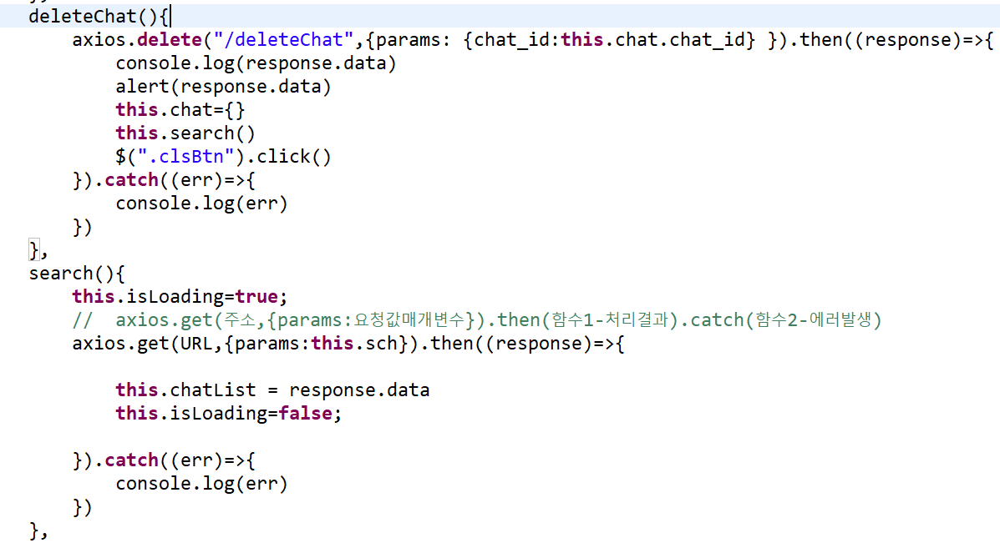 deleteChat(){
axios.delete("/deleteChat",{params: {chat_id:this.chat.chat_id} }).then((response)=>{
console.log(response.data)
alert(response.data)
this.chat={}
this.search()
$(".clsBtn").click()
}).catch((err)=>{
console.log(err)
})
},
search(){
this.isLoading=true;
//  axios.get(주소,{params:요청값매개변수}).then(함수1-처리결과).catch(함수2-에러발생)
axios.get(URL,{params:this.sch}).then((response)=>{
this.chatList = response.data
this.isLoading=false;
}).catch((err)=>{
console.log(err)
})
},